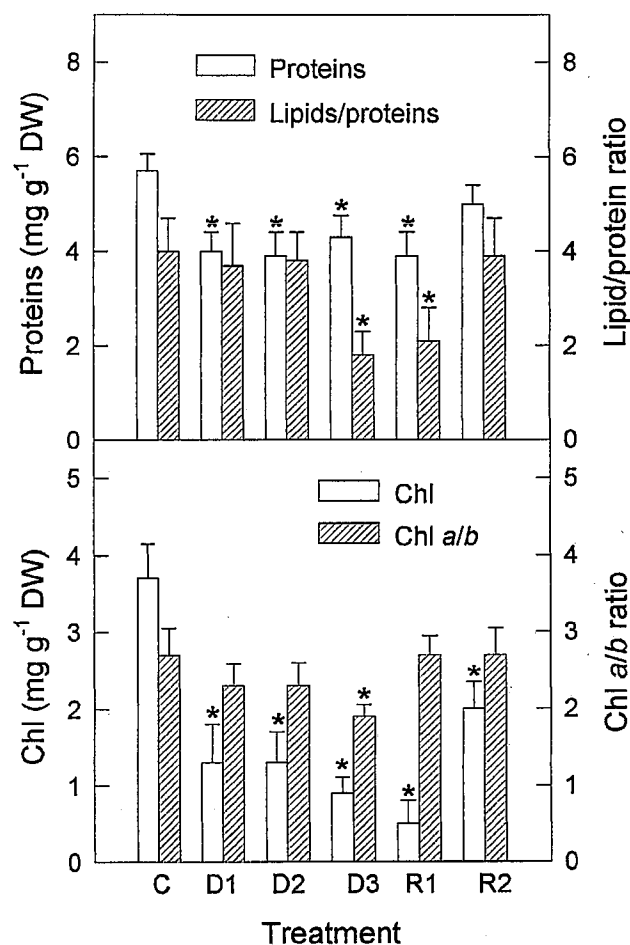 8
6
4
2
0
Proteins (mg g⁻¹ DW)
Proteins
Lipids/proteins
* * * * * *
8
6
4
2
0
Lipid/protein ratio
5
4
3
2
1
0
Chl (mg g⁻¹ DW)
Chl
Chl a/b
* * * * * *
5
4
3
2
1
0
Chl a/b ratio
C D1 D2 D3 R1 R2
Treatment